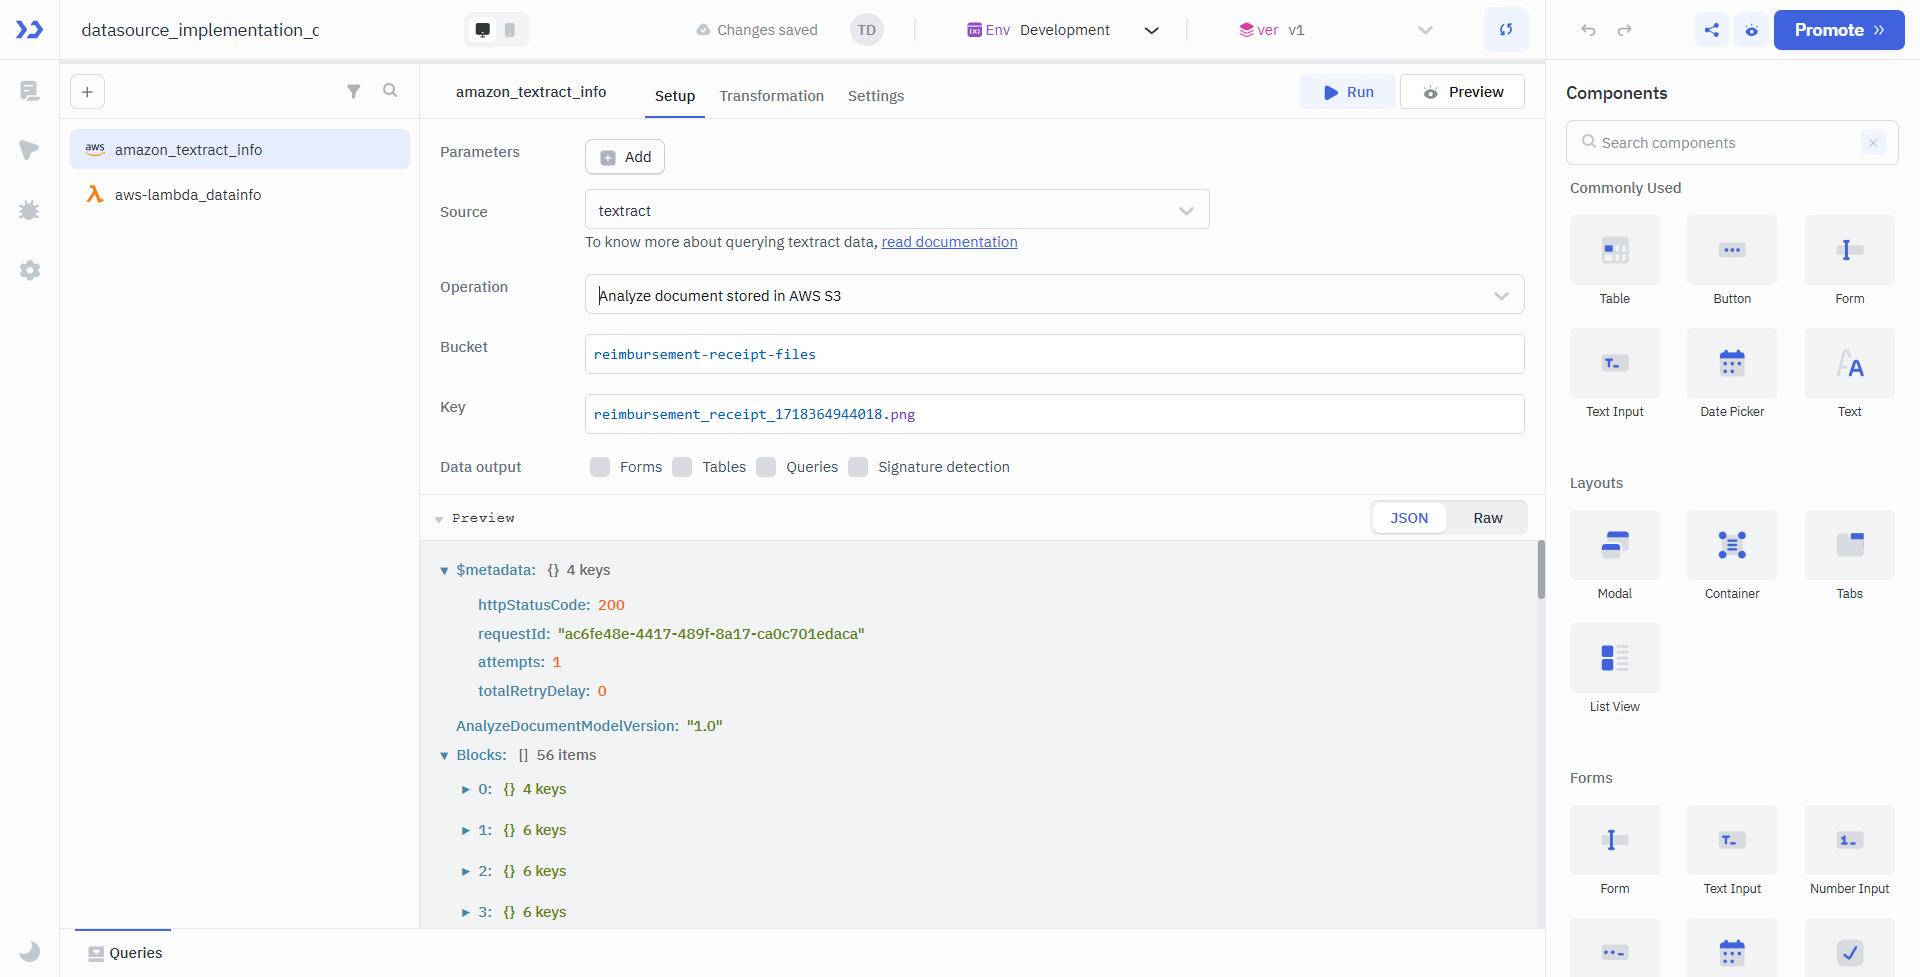 datasource_implementation_c
Changes saved
TD
Env
Development
ver
v1
Promote
amazon_textract_info
aws-lambda_datainfo
amazon_textract_info
Setup
Transformation
Settings
Run
Preview
Parameters
Add
Source
textract
To know more about querying textract data, read documentation
Operation
Analyze document stored in AWS S3
Bucket
reimbursement-receipt-files
Key
reimbursement_receipt_1718364944018.png
Data output
Forms
Tables
Queries
Signature detection
Preview
JSON
Raw
$metadata: {} 4 keys
httpStatusCode: 200
requestId: "ac6fe48e-4417-489f-8a17-ca0c701edaca"
attempts: 1
totalRetryDelay: 0
AnalyzeDocumentModelVersion: "1.0"
Blocks: [] 56 items
0: {} 4 keys
1: {} 6 keys
2: {} 6 keys
3: {} 6 keys
Queries
Components
Search components
Commonly Used
Table
Button
Form
Text Input
Date Picker
Text
Layouts
Modal
Container
Tabs
List View
Forms
Form
Text Input
Number Input